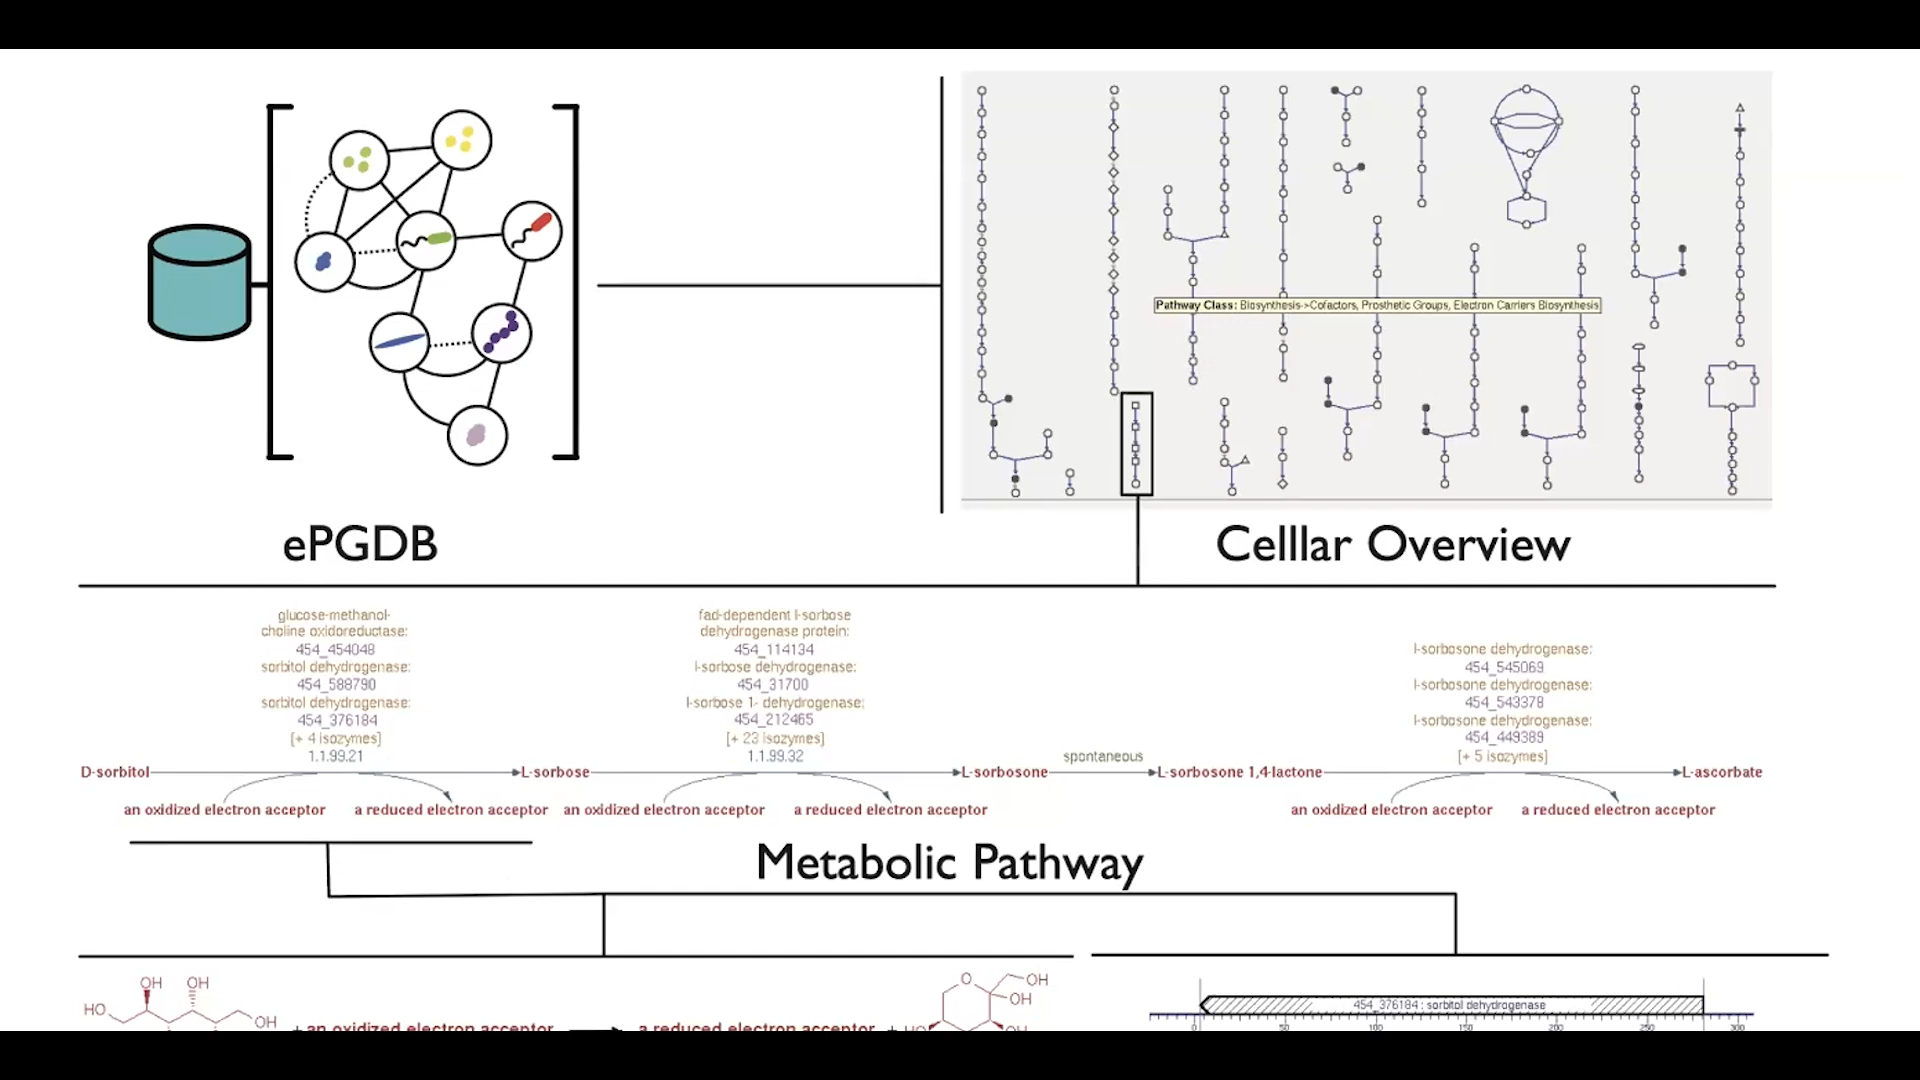 Pathway Class: Biosynthesis->Cofactors, Prosthetic Groups, Electron Carriers Biosynthesis
ePGDB
Celllar Overview
glucose-methanol-
choline oxidoreductase:
454_454048
sorbitol dehydrogenase:
454_588790
sorbitol dehydrogenase:
454_376184
[+ 4 isozymes]
1.1.99.21
fad-dependent l-sorbose
dehydrogenase protein:
454_114134
l-sorbose dehydrogenase:
454_31700
l-sorbose 1- dehydrogenase:
454_212465
[+ 23 isozymes]
1.1.99.32
l-sorbosone dehydrogenase:
454_545069
l-sorbosone dehydrogenase:
454_543378
l-sorbosone dehydrogenase:
454_449389
[+ 5 isozymes]
spontaneous
D-sorbitol L-sorbose L-sorbosone L-sorbosone 1,4-lactone L-ascorbate
an oxidized electron acceptor a reduced electron acceptor an oxidized electron acceptor a reduced electron acceptor an oxidized electron acceptor a reduced electron acceptor
Metabolic Pathway
OH OH
HO
OH
O
OH
OH
HO
OH
+ an oxidized electron acceptor a reduced electron acceptor +
454_376184 : sorbitol dehydrogenase
0 50 100 150 200 250 300